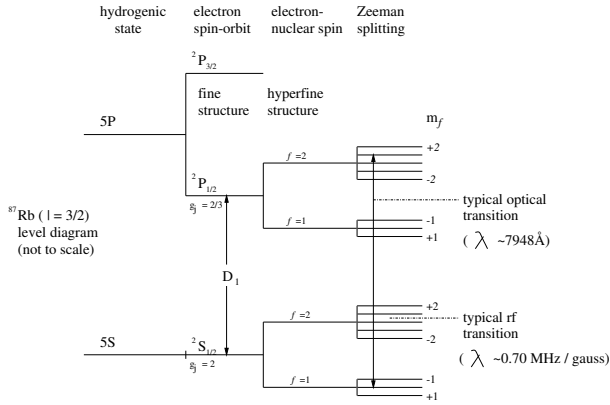 hydrogenic
state
electron
spin-orbit
electron-
nuclear spin
Zeeman
splitting
²P₃/₂
fine
structure
hyperfine
structure
5P
m_f
+2
f =2
-2
²P₁/₂
g_j = 2/3
typical optical
transition
( λ ~7948Å)
⁸⁷Rb ( I = 3/2)
level diagram
(not to scale)
f =1
-1
+1
D₁
+2
f =2
-2
typical rf
transition
( λ ~0.70 MHz / gauss)
5S
²S₁/₂
g_j = 2
f =1
-1
+1